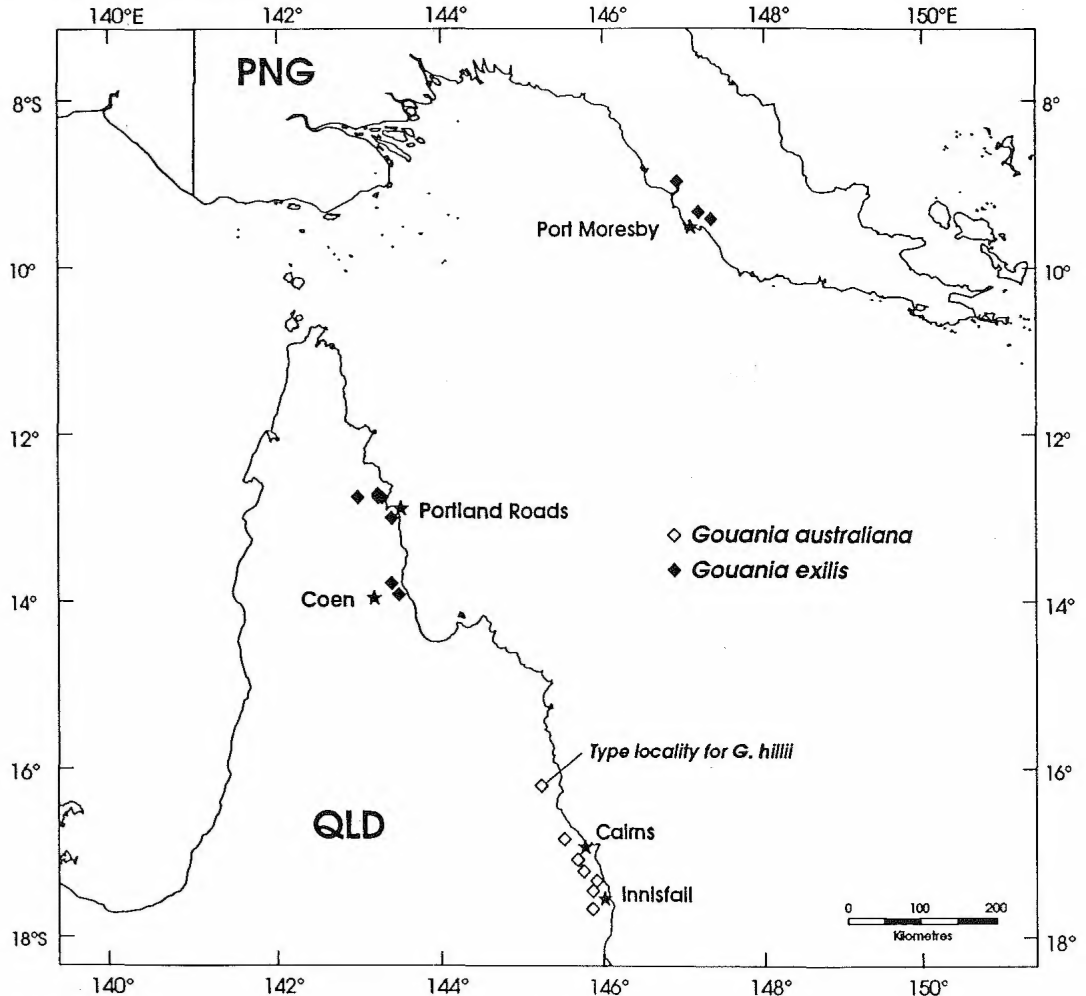 140°E 142° 144° 146° 148° 150°E
PNG
8°S 8°
Port Moresby
10° 10°
12° 12°
Portland Roads
Gouania australiana
Gouania exilis
Coen
14° 14°
Type locality for G. hillii
16° 16°
QLD
Cairns
Innisfail
0 100 200
Kilometres
18°S 18°
140° 142° 144° 146° 148° 150°